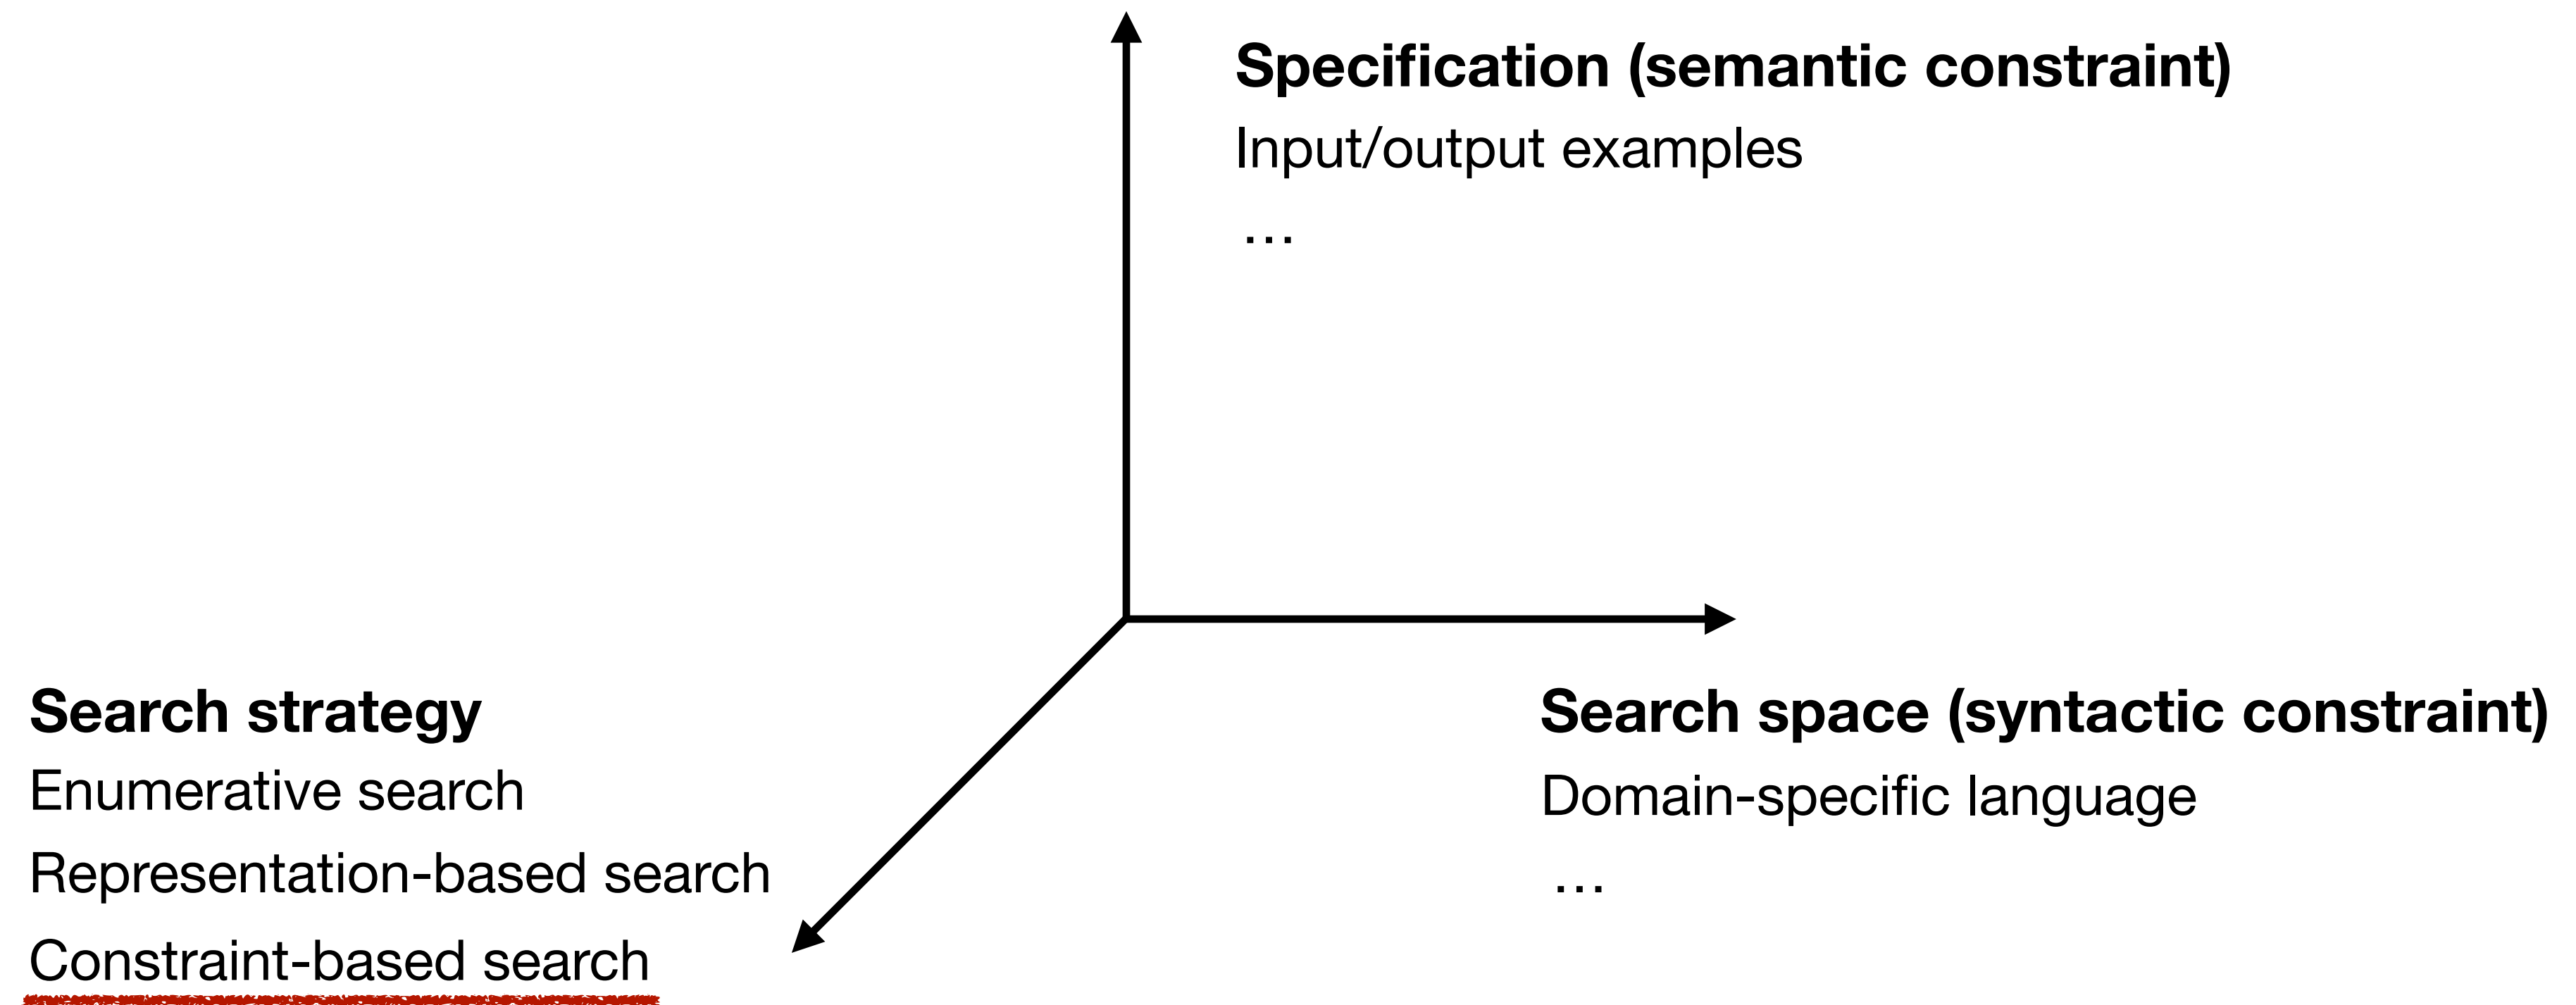 Specification (semantic constraint)
Input/output examples
...
Search strategy
Enumerative search
Representation-based search
Constraint-based search
Search space (syntactic constraint)
Domain-specific language
...